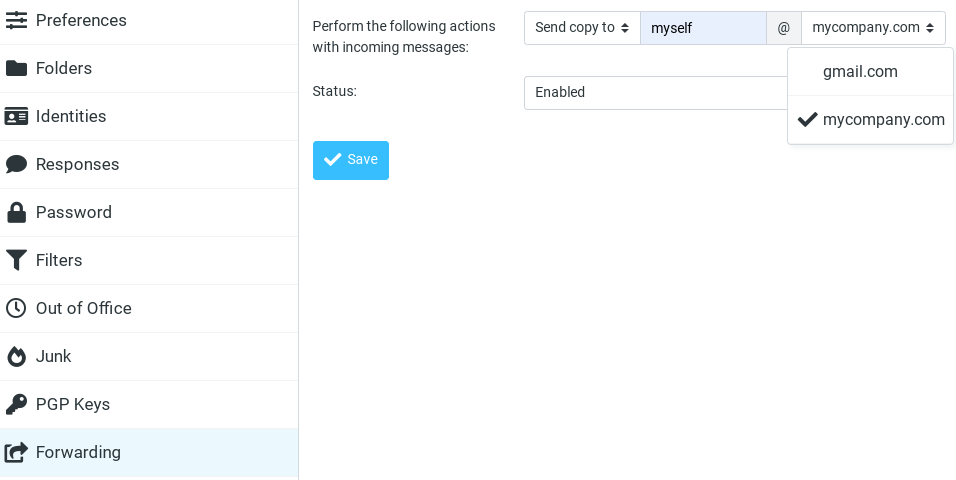 Preferences
Folders
Identities
Responses
Password
Filters
Out of Office
Junk
PGP Keys
Forwarding
Perform the following actions
with incoming messages:
Send copy to myself @ mycompany.com
gmail.com
mycompany.com
Status:
Enabled
Save